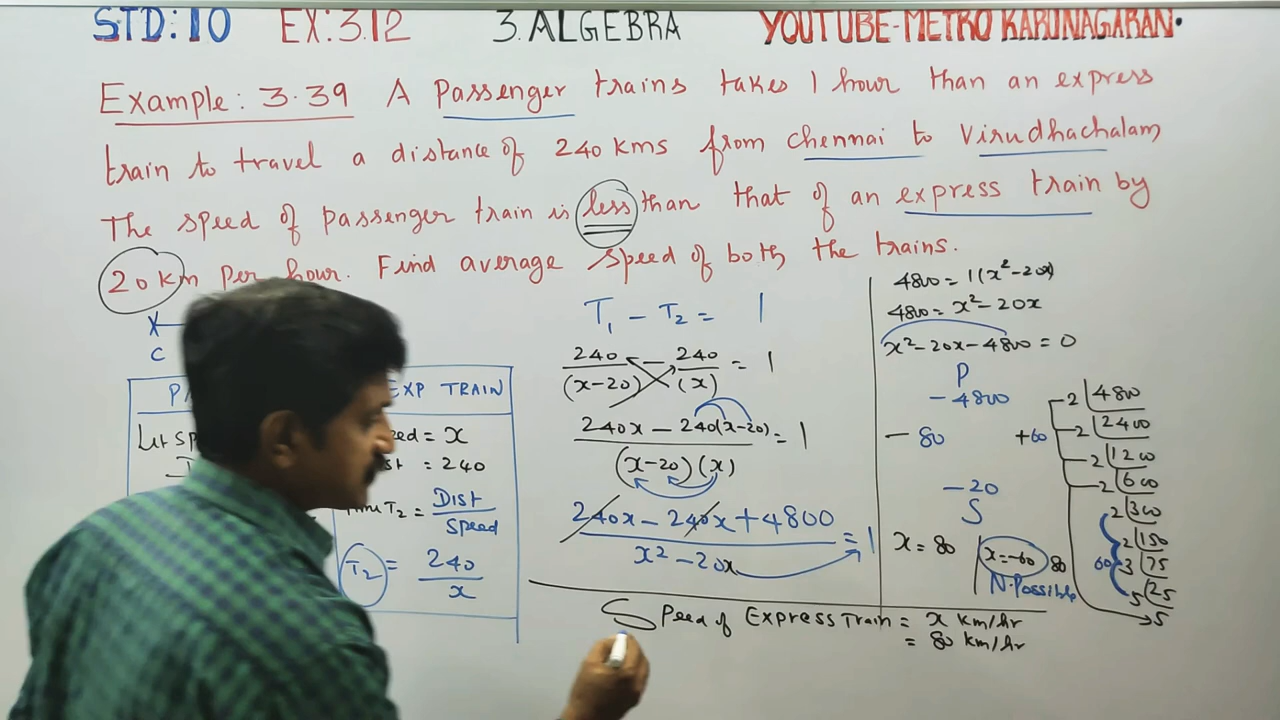 STD: 10 EX: 3.12 3. ALGEBRA YOUTUBE-METRO KARUNAGARAN.
Example: 3.39 A Passenger trains takes 1 hour than an express
train to travel a distance of 240 kms from chennai to Virudhachalam,
The speed of passenger train is less than that of an express train by
20 km per hour. Find average speed of both the trains.
C
EXP TRAIN
Let Sp
= x
= 240
T2 = Dist / Speed
T2 = 240 / x
T1 - T2 = 1
240/(x-20) - 240/(x) = 1
240x - 240(x-20) / (x-20)(x) = 1
240x - 240x + 4800 / x² - 20x = 1
4800 = 1(x² - 20x)
4800 = x² - 20x
x² - 20x - 4800 = 0
P
- 4800
- 80 +60
- 20
S
x = 80 x = -60
N.Possible
80
2 4800
2 2400
2 1200
2 600
2 300
2 150
3 75
5 25
5
60
Speed of Express Train = x km/hr
= 80 km/hr